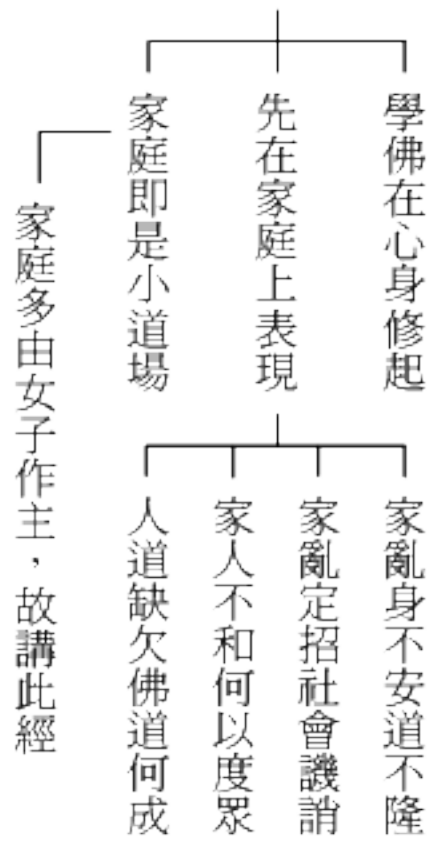 學佛在心身修起
先在家庭上表現
家亂身不安道不隆
家亂定招社會譏誚
家人不和何以度眾
人道缺欠佛道何成
家庭即是小道場
家庭多由女子作主，故講此經